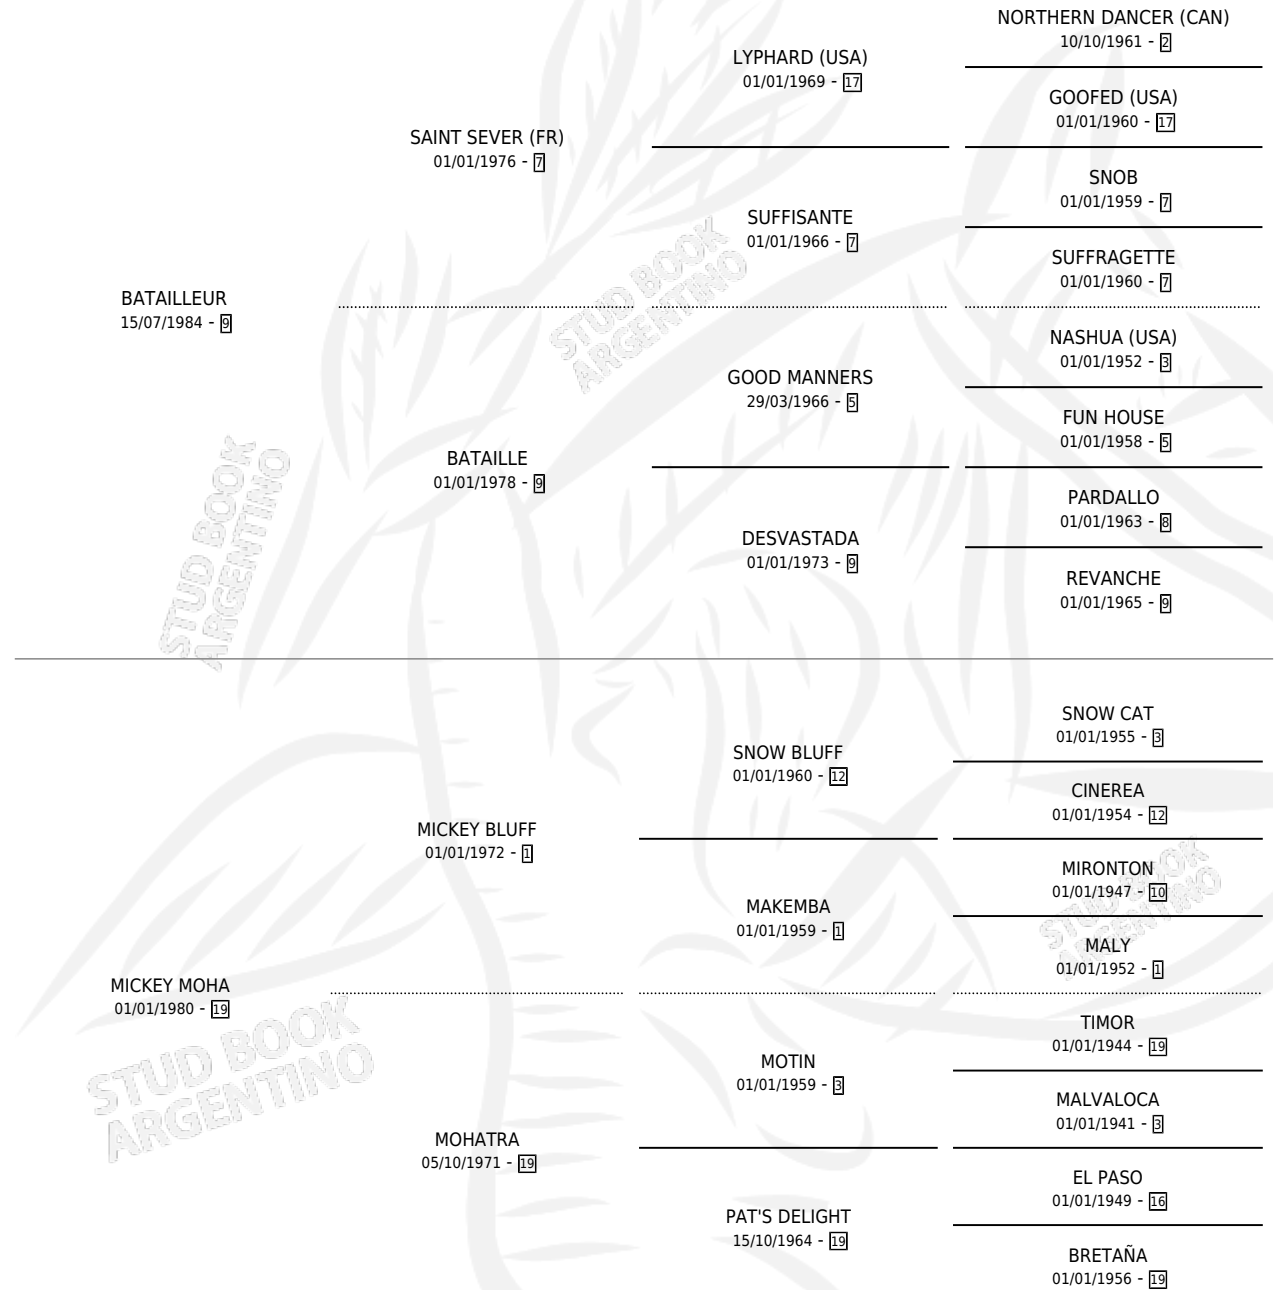 NORTHERN DANCER (CAN)
10/10/1961 - 2
LYPHARD (USA)
01/01/1969 - 17
GOOFED (USA)
01/01/1960 - 17
SAINT SEVER (FR)
01/01/1976 - 7
SNOB
01/01/1959 - 7
SUFFISANTE
01/01/1966 - 7
SUFFRAGETTE
01/01/1960 - 7
BATAILLEUR
15/07/1984 - 9
NASHUA (USA)
01/01/1952 - 3
GOOD MANNERS
29/03/1966 - 5
FUN HOUSE
01/01/1958 - 5
BATAILLE
01/01/1978 - 9
PARDALLO
01/01/1963 - 8
DESVASTADA
01/01/1973 - 9
REVANCHE
01/01/1965 - 9
STUD BOOK
ARGENTINO
STUD BOOK
ARGENTINO
SNOW CAT
01/01/1955 - 3
SNOW BLUFF
01/01/1960 - 12
CINEREA
01/01/1954 - 12
MICKEY BLUFF
01/01/1972 - 1
MIRONTON
01/01/1947 - 10
MAKEMBA
01/01/1959 - 1
MALY
01/01/1952 - 1
MICKEY MOHA
01/01/1980 - 19
TIMOR
01/01/1944 - 19
MOTIN
01/01/1959 - 3
MALVALOCA
01/01/1941 - 3
MOHATRA
05/10/1971 - 19
EL PASO
01/01/1949 - 16
PAT'S DELIGHT
15/10/1964 - 19
BRETAÑA
01/01/1956 - 19
STUD BOOK
ARGENTINO
STUD BOOK
ARGENTINO